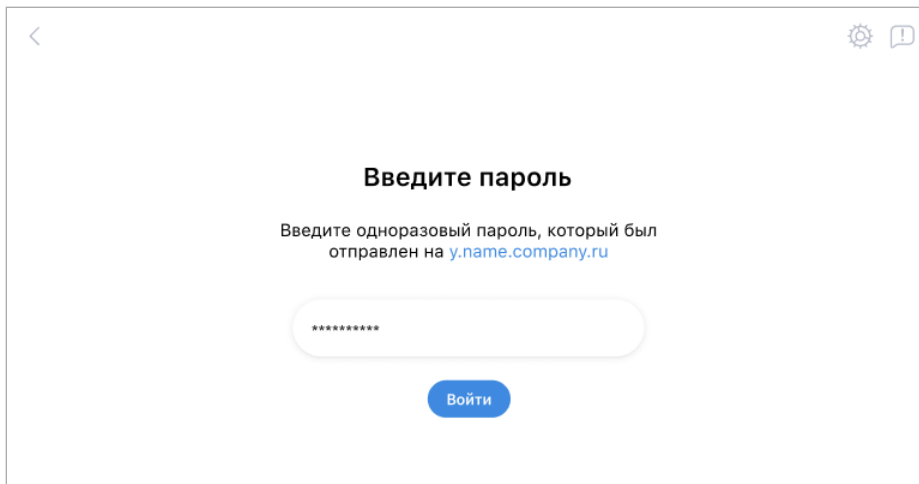 Введите пароль
Введите одноразовый пароль, который был
отправлен на y.name.company.ru
**********
Войти